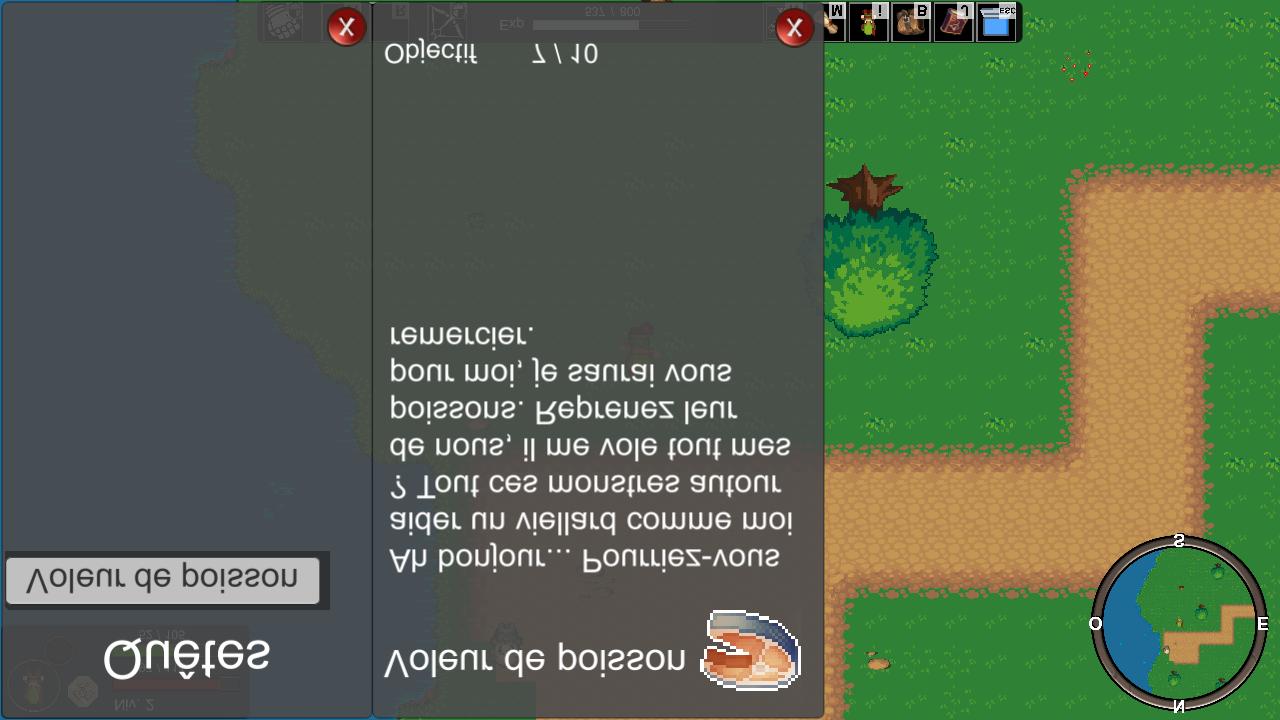 Quêtes
Voleur de poisson
Voleur de poisson
Ah bonjour... Pourriez-vous
aider un viellard comme moi
? Tout ces monstres autour
de nous, il me vole tout mes
poissons. Reprenez leur
pour moi, je saurai vous
remercier.
Objectif 7 / 10
X
X
Exp 537 / 800
R
M I B J ESC
Niv. 2
N
O E
S